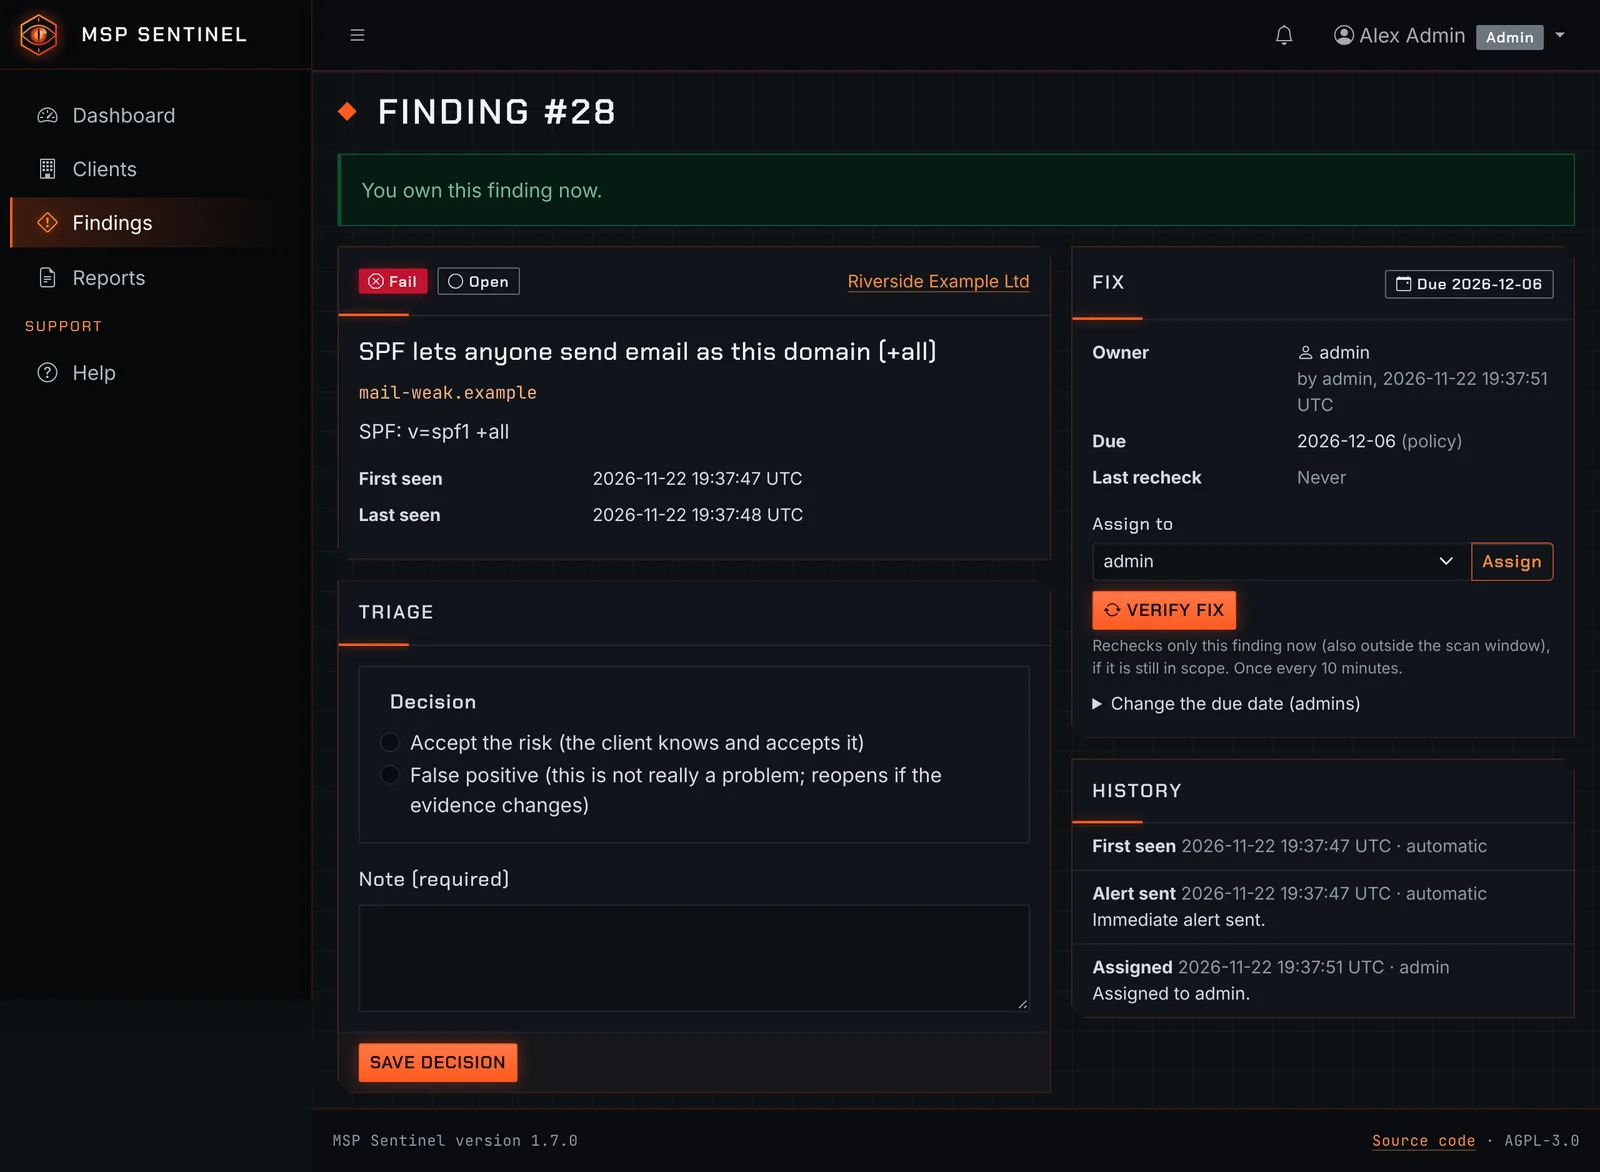 MSP SENTINEL
Alex Admin Admin
Dashboard
Clients
Findings
Reports
SUPPORT
Help
FINDING #28
You own this finding now.
Fail Open Riverside Example Ltd
SPF lets anyone send email as this domain (+all)
mail-weak.example
SPF: v=spf1 +all
First seen 2026-11-22 19:37:47 UTC
Last seen 2026-11-22 19:37:48 UTC
TRIAGE
Decision
Accept the risk (the client knows and accepts it)
False positive (this is not really a problem; reopens if the
evidence changes)
Note (required)
SAVE DECISION
FIX Due 2026-12-06
Owner admin
by admin, 2026-11-22 19:37:51
UTC
Due 2026-12-06 (policy)
Last recheck Never
Assign to
admin Assign
VERIFY FIX
Rechecks only this finding now (also outside the scan window),
if it is still in scope. Once every 10 minutes.
Change the due date (admins)
HISTORY
First seen 2026-11-22 19:37:47 UTC · automatic
Alert sent 2026-11-22 19:37:47 UTC · automatic
Immediate alert sent.
Assigned 2026-11-22 19:37:51 UTC · admin
Assigned to admin.
MSP Sentinel version 1.7.0
Source code · AGPL-3.0